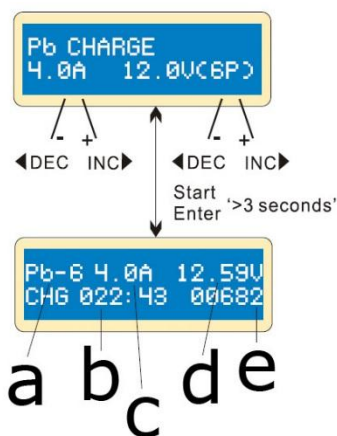 Pb CHARGE
4.0A 12.0V(6P)
- + - +
◀DEC INC▶ ◀DEC INC▶
Start
Enter '>3 seconds'
Pb-6 4.0A 12.59V
CHG 022:43 00682
a b c d e